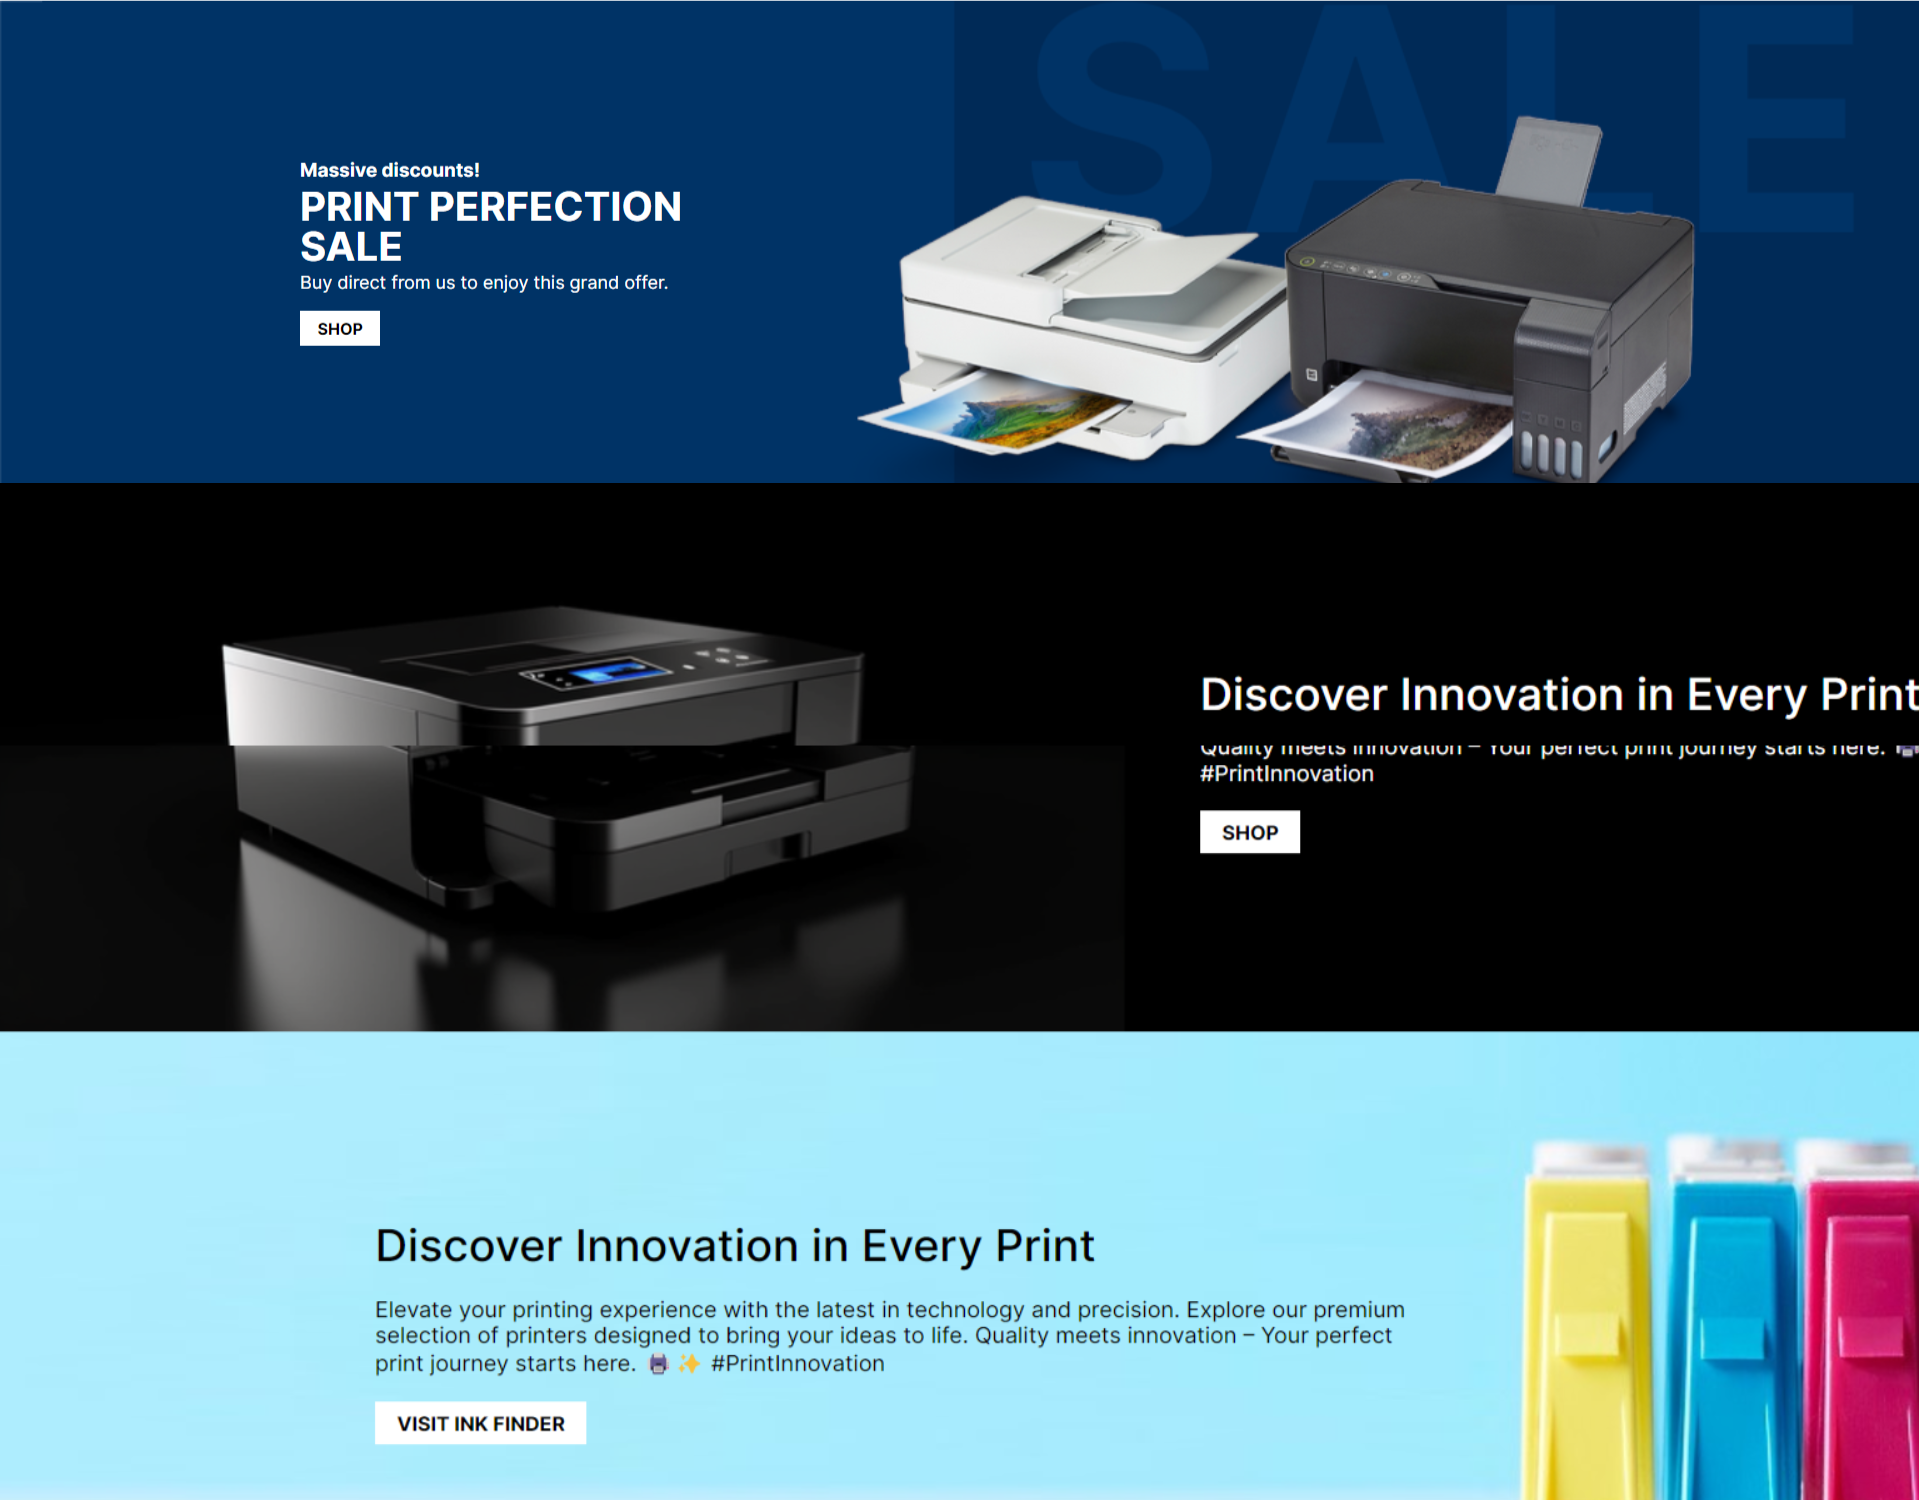 SALE
Massive discounts!
PRINT PERFECTION
SALE
Buy direct from us to enjoy this grand offer.
SHOP
Discover Innovation in Every Print
Quality meets innovation – Your perfect print journey starts here.
#PrintInnovation
SHOP
Discover Innovation in Every Print
Elevate your printing experience with the latest in technology and precision. Explore our premium
selection of printers designed to bring your ideas to life. Quality meets innovation – Your perfect
print journey starts here. 🖨️ ✨ #PrintInnovation
VISIT INK FINDER